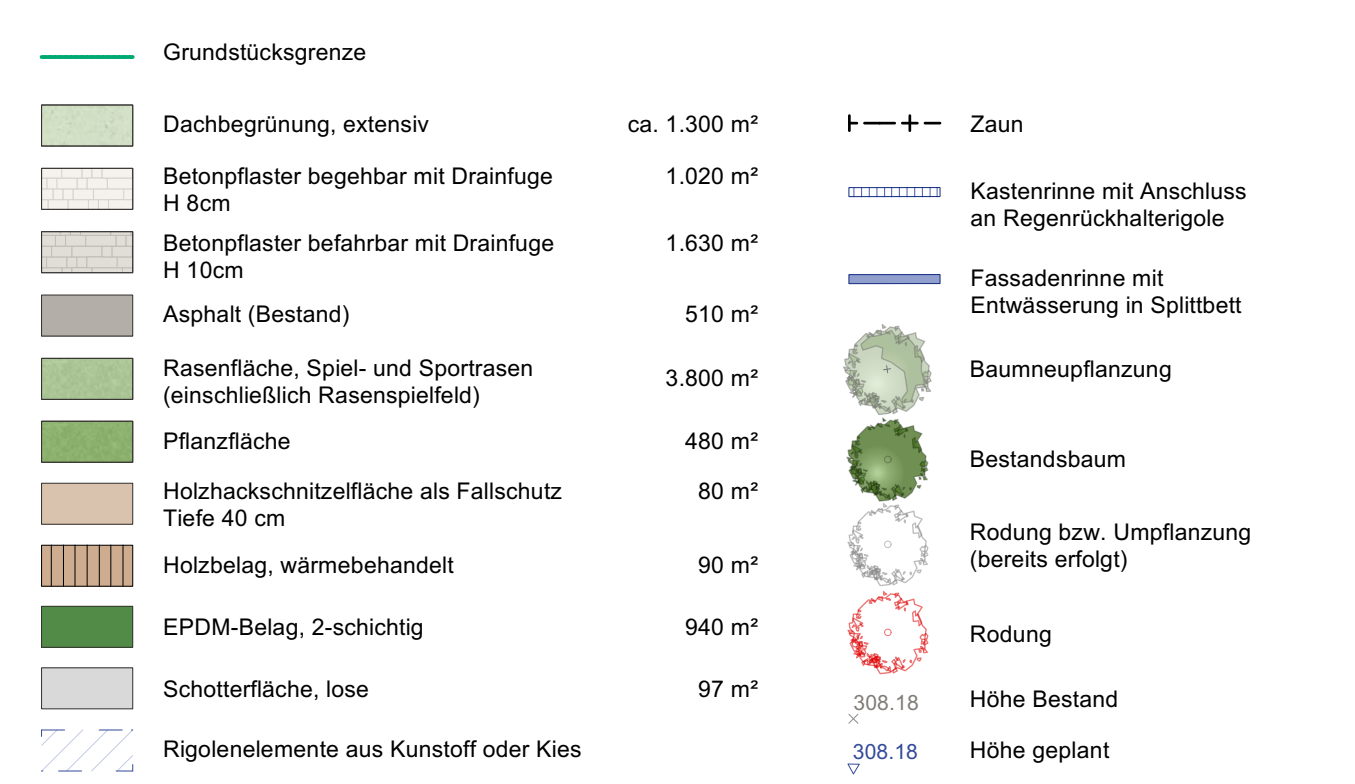 Grundstücksgrenze
Dachbegrünung, extensiv ca. 1.300 m²
Betonpflaster begehbar mit Drainfuge 1.020 m²
H 8cm
Betonpflaster befahrbar mit Drainfuge 1.630 m²
H 10cm
Asphalt (Bestand) 510 m²
Rasenfläche, Spiel- und Sportrasen
(einschließlich Rasenspielfeld) 3.800 m²
Pflanzfläche 480 m²
Holzhackschnitzelfläche als Fallschutz 80 m²
Tiefe 40 cm
Holzbelag, wärmebehandelt 90 m²
EPDM-Belag, 2-schichtig 940 m²
Schotterfläche, lose 97 m²
Rigolenelemente aus Kunstoff oder Kies
Zaun
Kastenrinne mit Anschluss
an Regenrückhalterigole
Fassadenrinne mit
Entwässerung in Splittbett
Baumneupflanzung
Bestandsbaum
Rodung bzw. Umpflanzung
(bereits erfolgt)
Rodung
308.18 Höhe Bestand
308.18 Höhe geplant